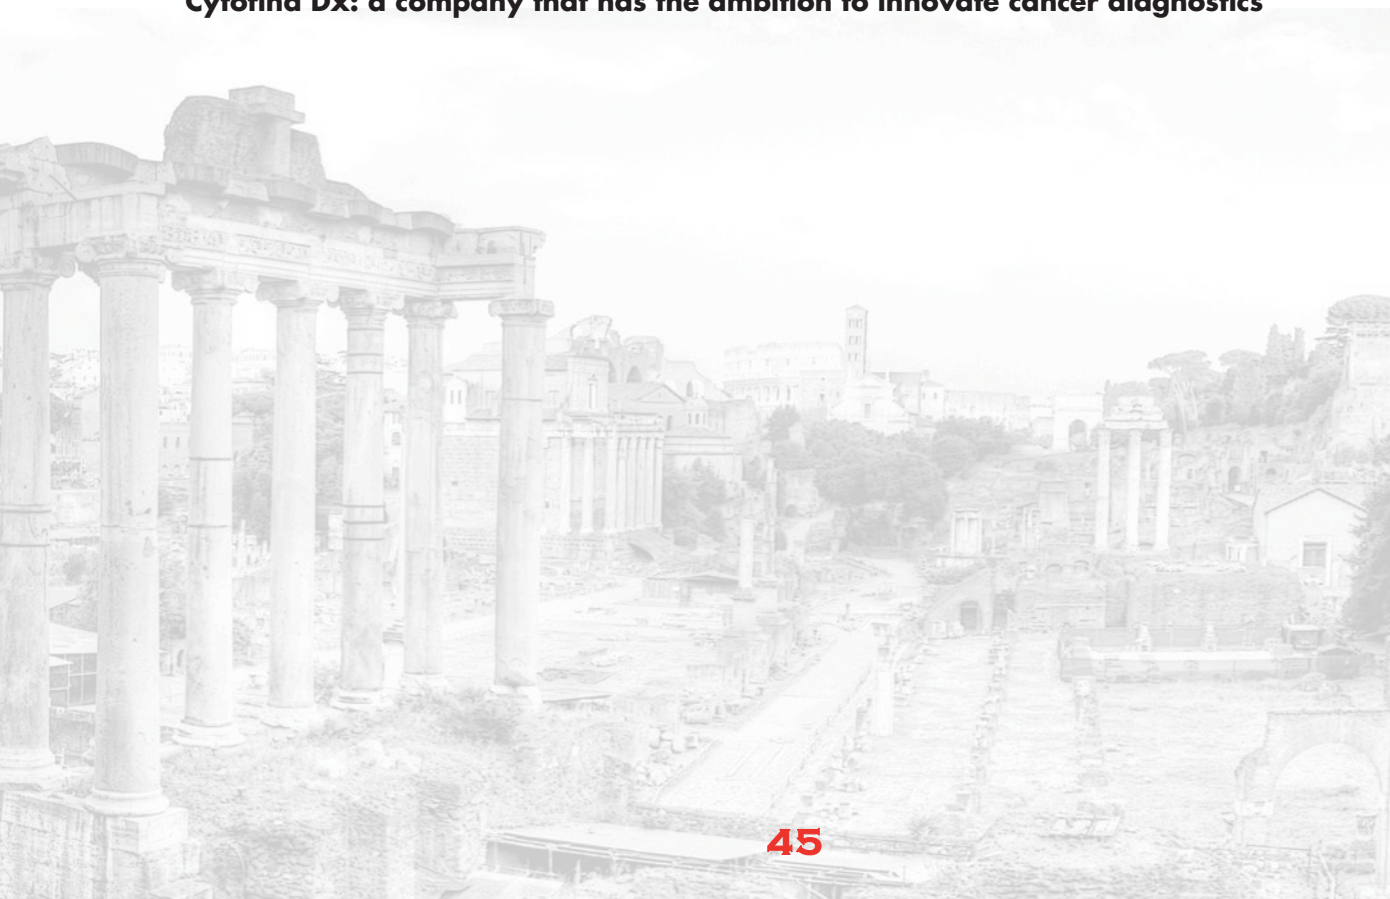 Cytofind Dx: a company that has the ambition to innovate cancer diagnostics
45